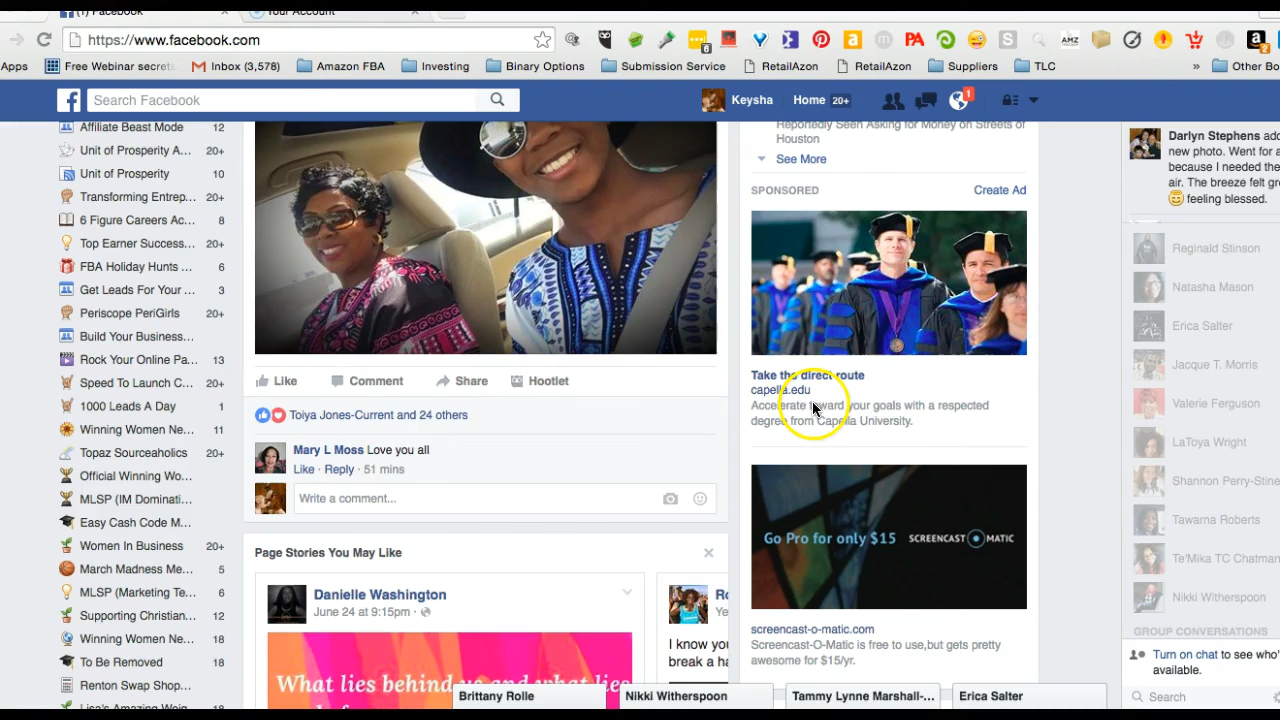 (1) Facebook
Your Account
https://www.facebook.com
6
PA
AMZ
Apps
Free Webinar secret...
Inbox (3,578)
Amazon FBA
Investing
Binary Options
Submission Service
RetailAzon
RetailAzon
Suppliers
TLC
»
Other Bo
Search Facebook
Keysha
Home 20+
1
Affiliate Beast Mode 12
Unit of Prosperity A... 20+
Unit of Prosperity 10
Transforming Entrep... 20+
6 Figure Careers Ac... 8
Top Earner Success... 20+
FBA Holiday Hunts ... 6
Get Leads For Your ... 3
Periscope PeriGirls 20+
Build Your Business...
Rock Your Online Pa... 13
Speed To Launch C... 20+
1000 Leads A Day 1
Winning Women Ne... 11
Topaz Sourceaholics 20+
Official Winning Wo...
MLSP (IM Dominati...
Easy Cash Code M...
Women In Business 20+
March Madness Me... 5
MLSP (Marketing Te... 6
Supporting Christian... 12
Winning Women Ne... 18
To Be Removed 18
Renton Swap Shop...
Lisa's Amazing Weig...
Like
Comment
Share
Hootlet
Toiya Jones-Current and 24 others
Mary L Moss Love you all
Like · Reply · 51 mins
Write a comment...
Page Stories You May Like
Danielle Washington
June 24 at 9:15pm ·
What lies behind us and what lies
Ro
Ye
I know you
break a ha
Reportedly Seen Asking for Money on Streets of
Houston
See More
SPONSORED
Create Ad
Take the direct route
capella.edu
Accelerate toward your goals with a respected
degree from Capella University.
Go Pro for only $15 SCREENCAST MATIC
screencast-o-matic.com
Screencast-O-Matic is free to use,but gets pretty
awesome for $15/yr.
Darlyn Stephens add
new photo. Went for a
because I needed the
air. The breeze felt gr
feeling blessed.
Reginald Stinson
Natasha Mason
Erica Salter
Jacque T. Morris
Valerie Ferguson
LaToya Wright
Shannon Perry-Stine
Tawarna Roberts
Te'Mika TC Chatman
Nikki Witherspoon
GROUP CONVERSATIONS
Turn on chat to see who'
available.
Search
Brittany Rolle
Nikki Witherspoon
Tammy Lynne Marshall-...
Erica Salter